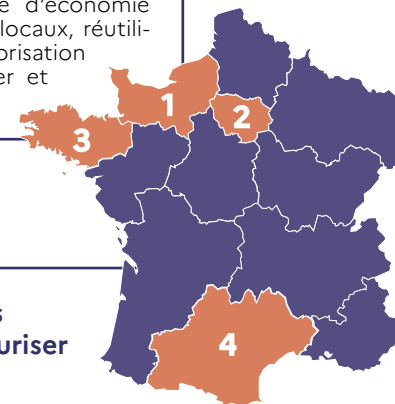 e d'économie
locaux, réutili-
orisation
er et
1
2
3
4
s
uriser